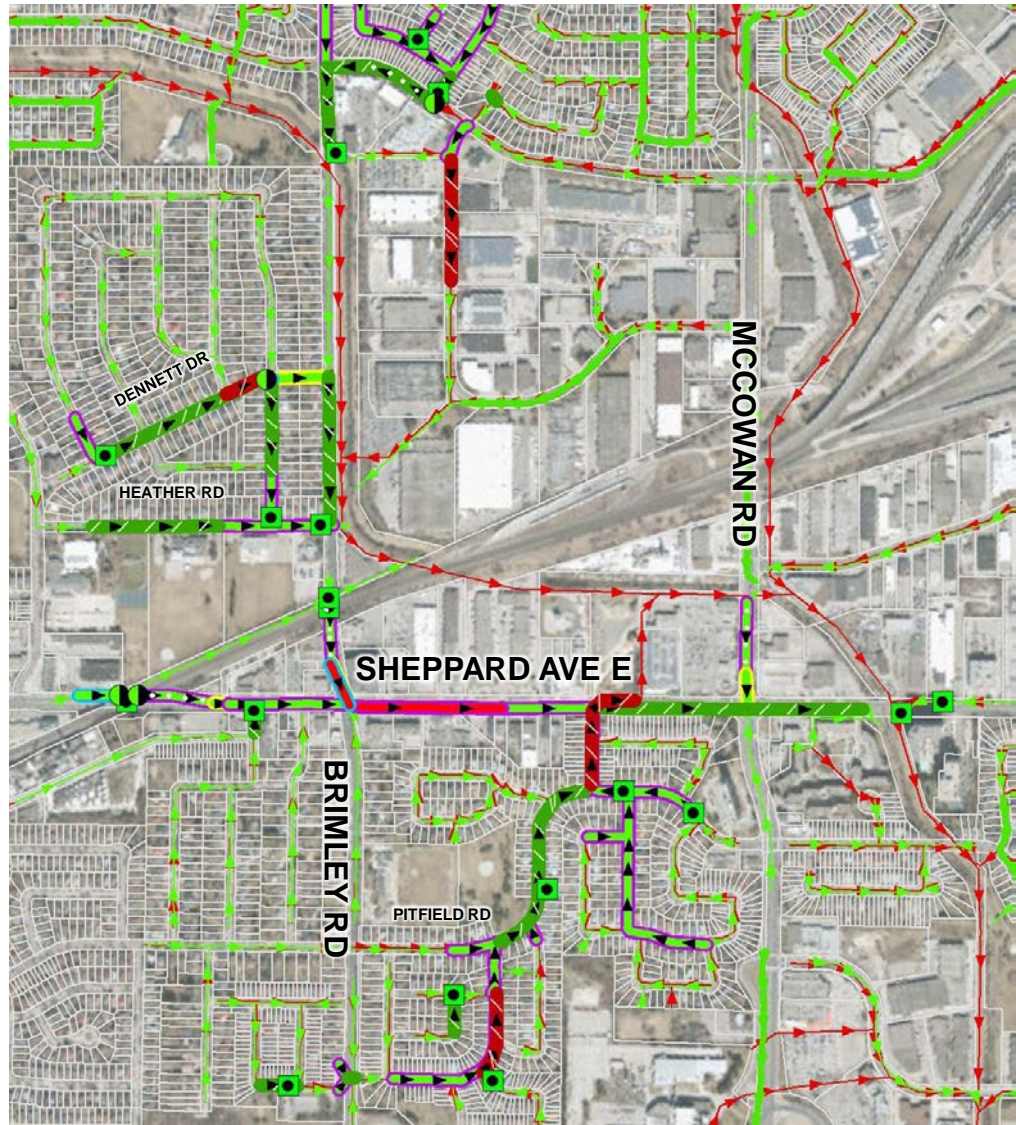 DENNETT DR
MCCOWAN RD
HEATHER RD
SHEPPARD AVE E
BRIMLEY RD
PITFIELD RD